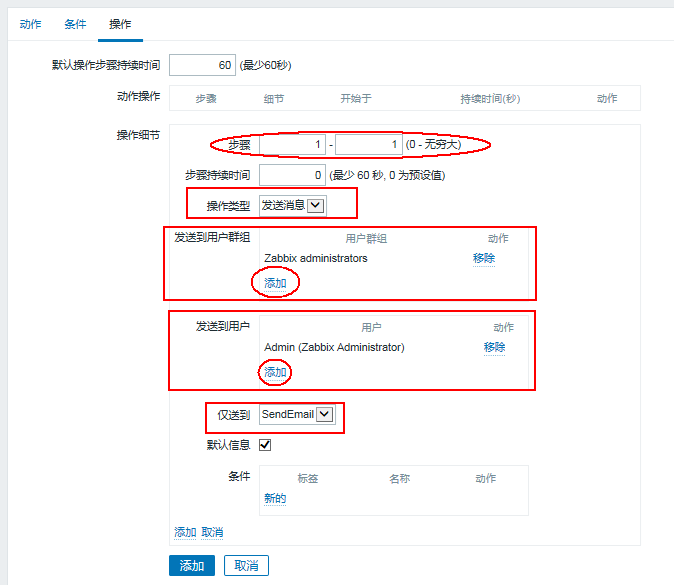 动作 条件 操作
默认操作步骤持续时间 60 (最少60秒)
动作操作 步骤 细节 开始于 持续时间(秒) 动作
操作细节
步骤 1 - 1 (0 - 无穷大)
步骤持续时间 0 (最少 60 秒, 0 为预设值)
操作类型 发送消息
发送到用户群组 用户群组 动作
Zabbix administrators 移除
添加
发送到用户 用户 动作
Admin (Zabbix Administrator) 移除
添加
仅送到 SendEmail
默认信息
条件 标签 名称 动作
新的
添加 取消
添加 取消